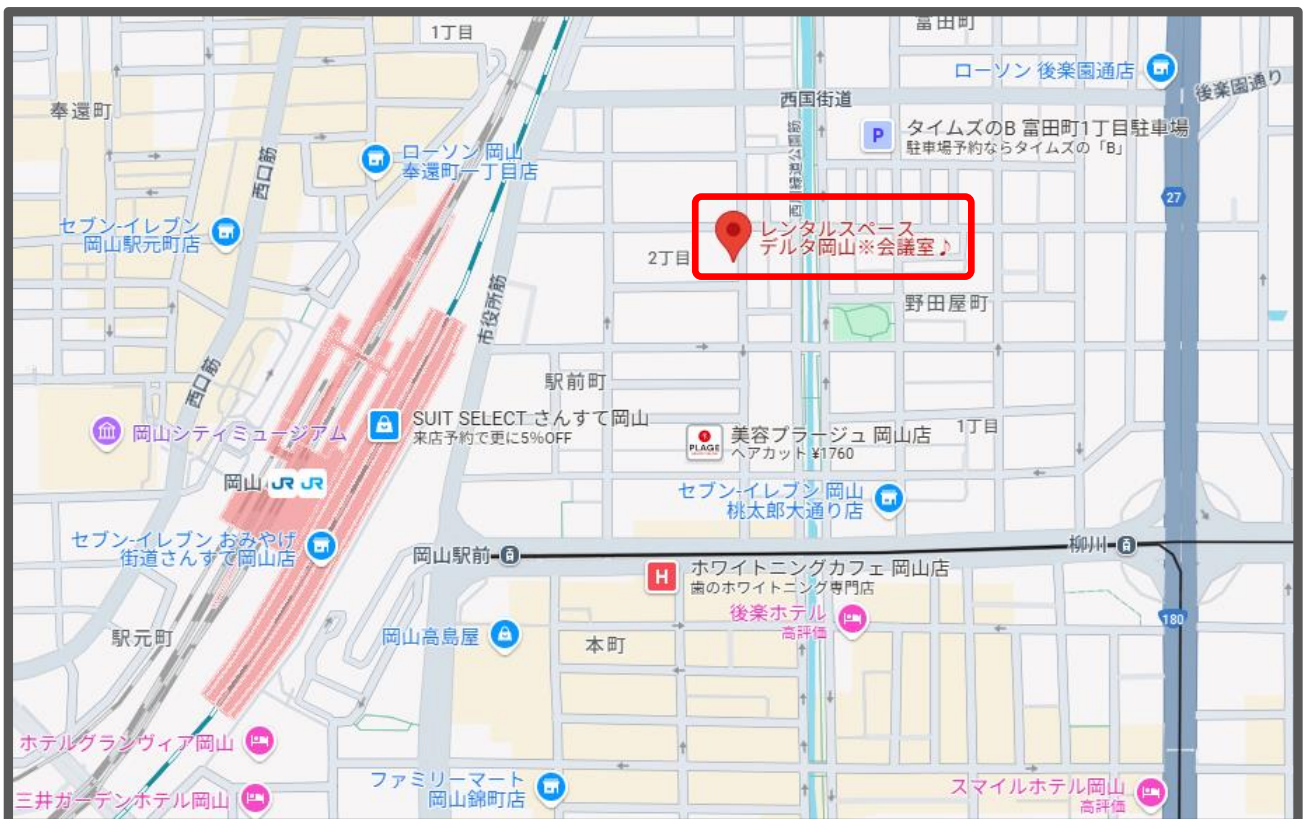 1丁目
富田町
ローソン 後楽園通店
後楽園通り
奉還町
西国街道
タイムズのB 富田町1丁目駐車場
駐車場予約ならタイムズの「B」
ローソン 岡山
奉還町一丁目店
西口筋
西川緑道公園筋
27
セブン-イレブン
岡山駅元町店
レンタルスペース
デルタ岡山※会議室♪
2丁目
野田屋町
市役所筋
駅前町
西口筋
SUIT SELECT さんすて岡山
来店予約で更に5%OFF
岡山シティミュージアム
PLAGE
美容プラージュ 岡山店
ヘアカット ¥1760
1丁目
岡山 JR JR
セブン-イレブン 岡山
桃太郎大通り店
セブン-イレブン おみやげ
街道さんすて岡山店
岡山駅前
柳川
H
ホワイトニングカフェ 岡山店
歯のホワイトニング専門店
後楽ホテル
高評価
180
駅元町
岡山高島屋
本町
ホテルグランヴィア岡山
ファミリーマート
岡山錦町店
三井ガーデンホテル岡山
スマイルホテル岡山
高評価